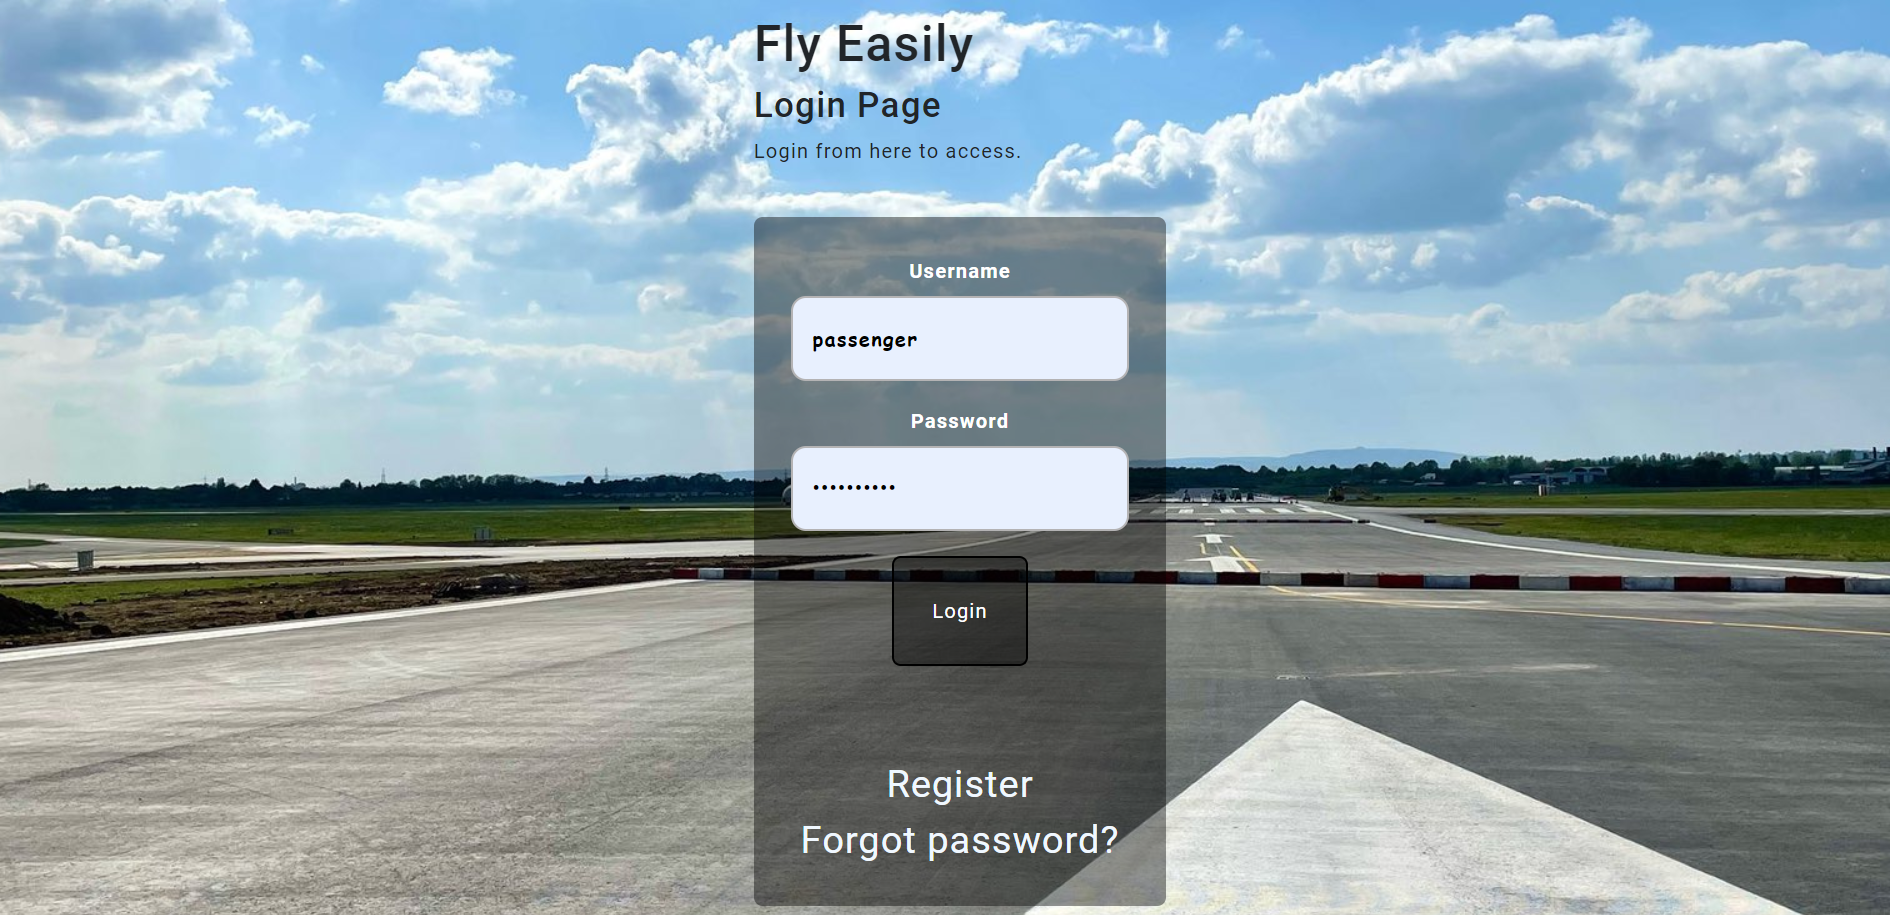 Fly Easily
Login Page
Login from here to access.
Username
passenger
Password
••••••••••
Login
Register
Forgot password?